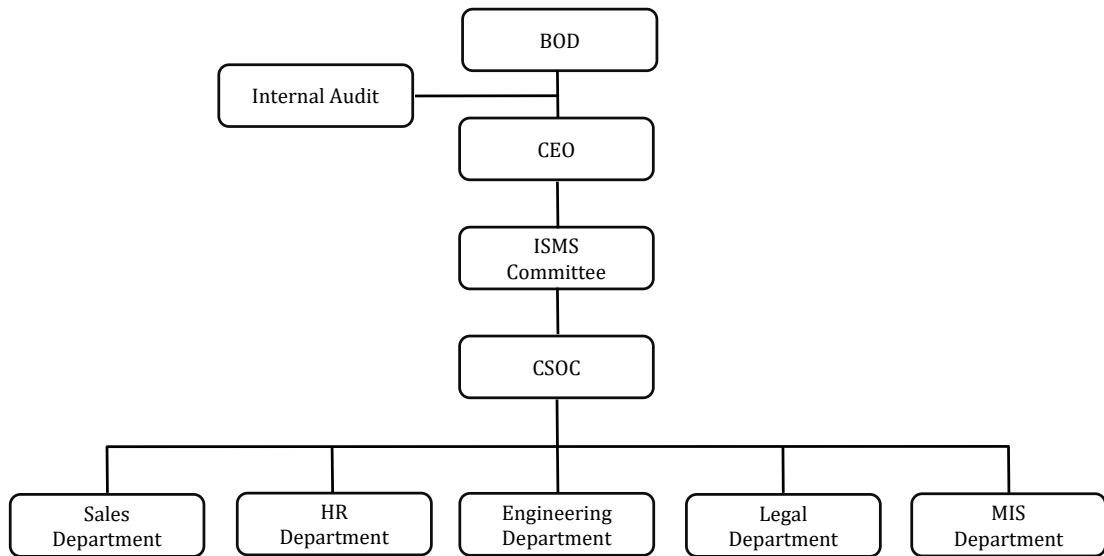 BOD
Internal Audit
CEO
ISMS
Committee
CSOC
Sales
Department
HR
Department
Engineering
Department
Legal
Department
MIS
Department